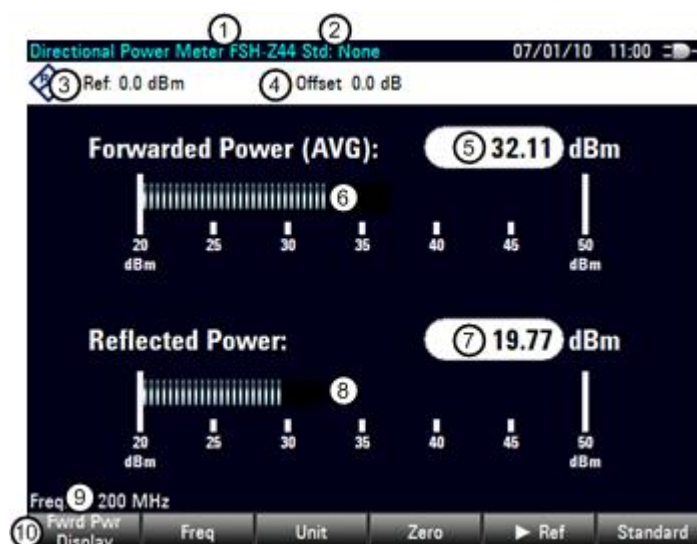 1 2
Directional Power Meter FSH-Z44 Std: None 07/01/10 11:00
R 3 Ref: 0.0 dBm 4 Offset 0.0 dB
Forwarded Power (AVG): 5 32.11 dBm
6
20 25 30 35 40 45 50
dBm dBm
Reflected Power: 7 19.77 dBm
8
20 25 30 35 40 45 50
dBm dBm
Freq 9 200 MHz
10 Fwrd Pwr Display Freq Unit Zero ► Ref Standard